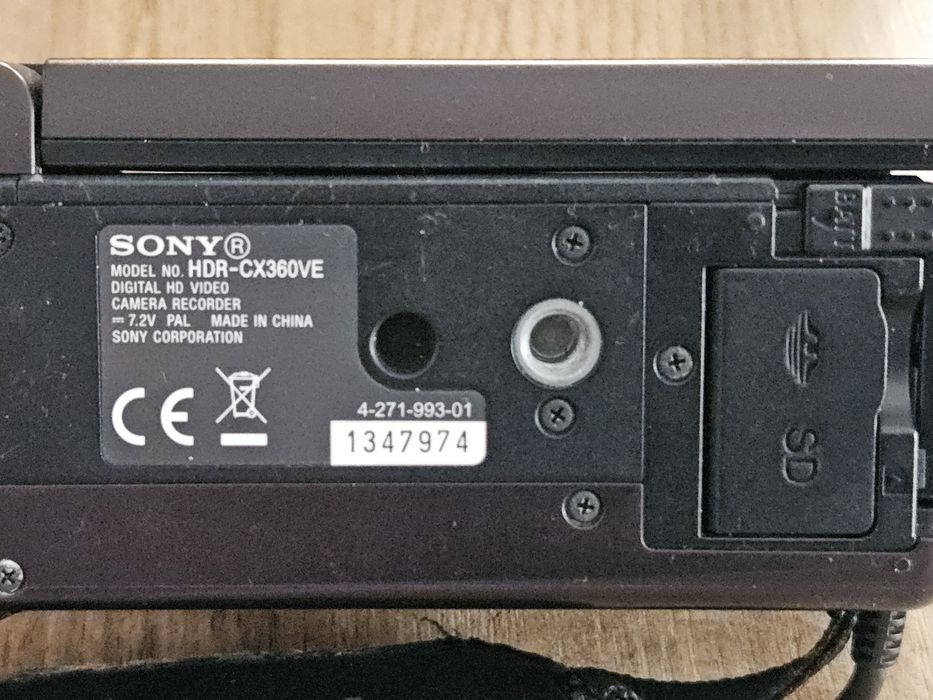 SONY®
MODEL NO. HDR-CX360VE
DIGITAL HD VIDEO
CAMERA RECORDER
⎓ 7.2V PAL MADE IN CHINA
SONY CORPORATION
CE
4-271-993-01
1347974
BATT
SD